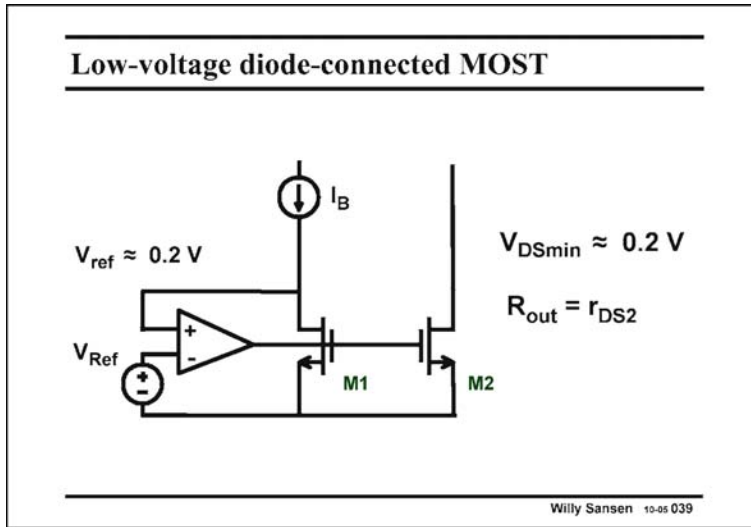 Low-voltage diode-connected MOST
I_B
V_ref ≈ 0.2 V
V_DSmin ≈ 0.2 V
R_out = r_DS2
+
-
V_Ref
+
-
M1
M2
Willy Sansen 10-05 039